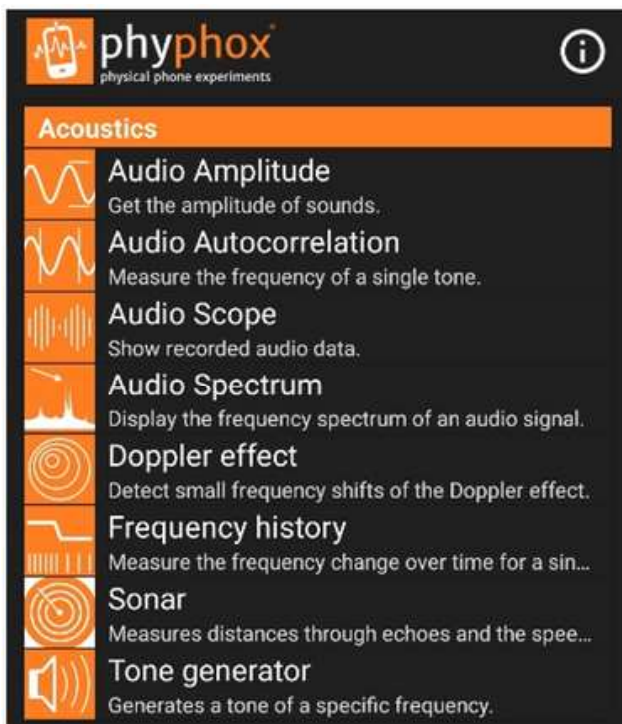 phyphox
physical phone experiments
Acoustics
Audio Amplitude
Get the amplitude of sounds.
Audio Autocorrelation
Measure the frequency of a single tone.
Audio Scope
Show recorded audio data.
Audio Spectrum
Display the frequency spectrum of an audio signal.
Doppler effect
Detect small frequency shifts of the Doppler effect.
Frequency history
Measure the frequency change over time for a sin...
Sonar
Measures distances through echoes and the spee...
Tone generator
Generates a tone of a specific frequency.